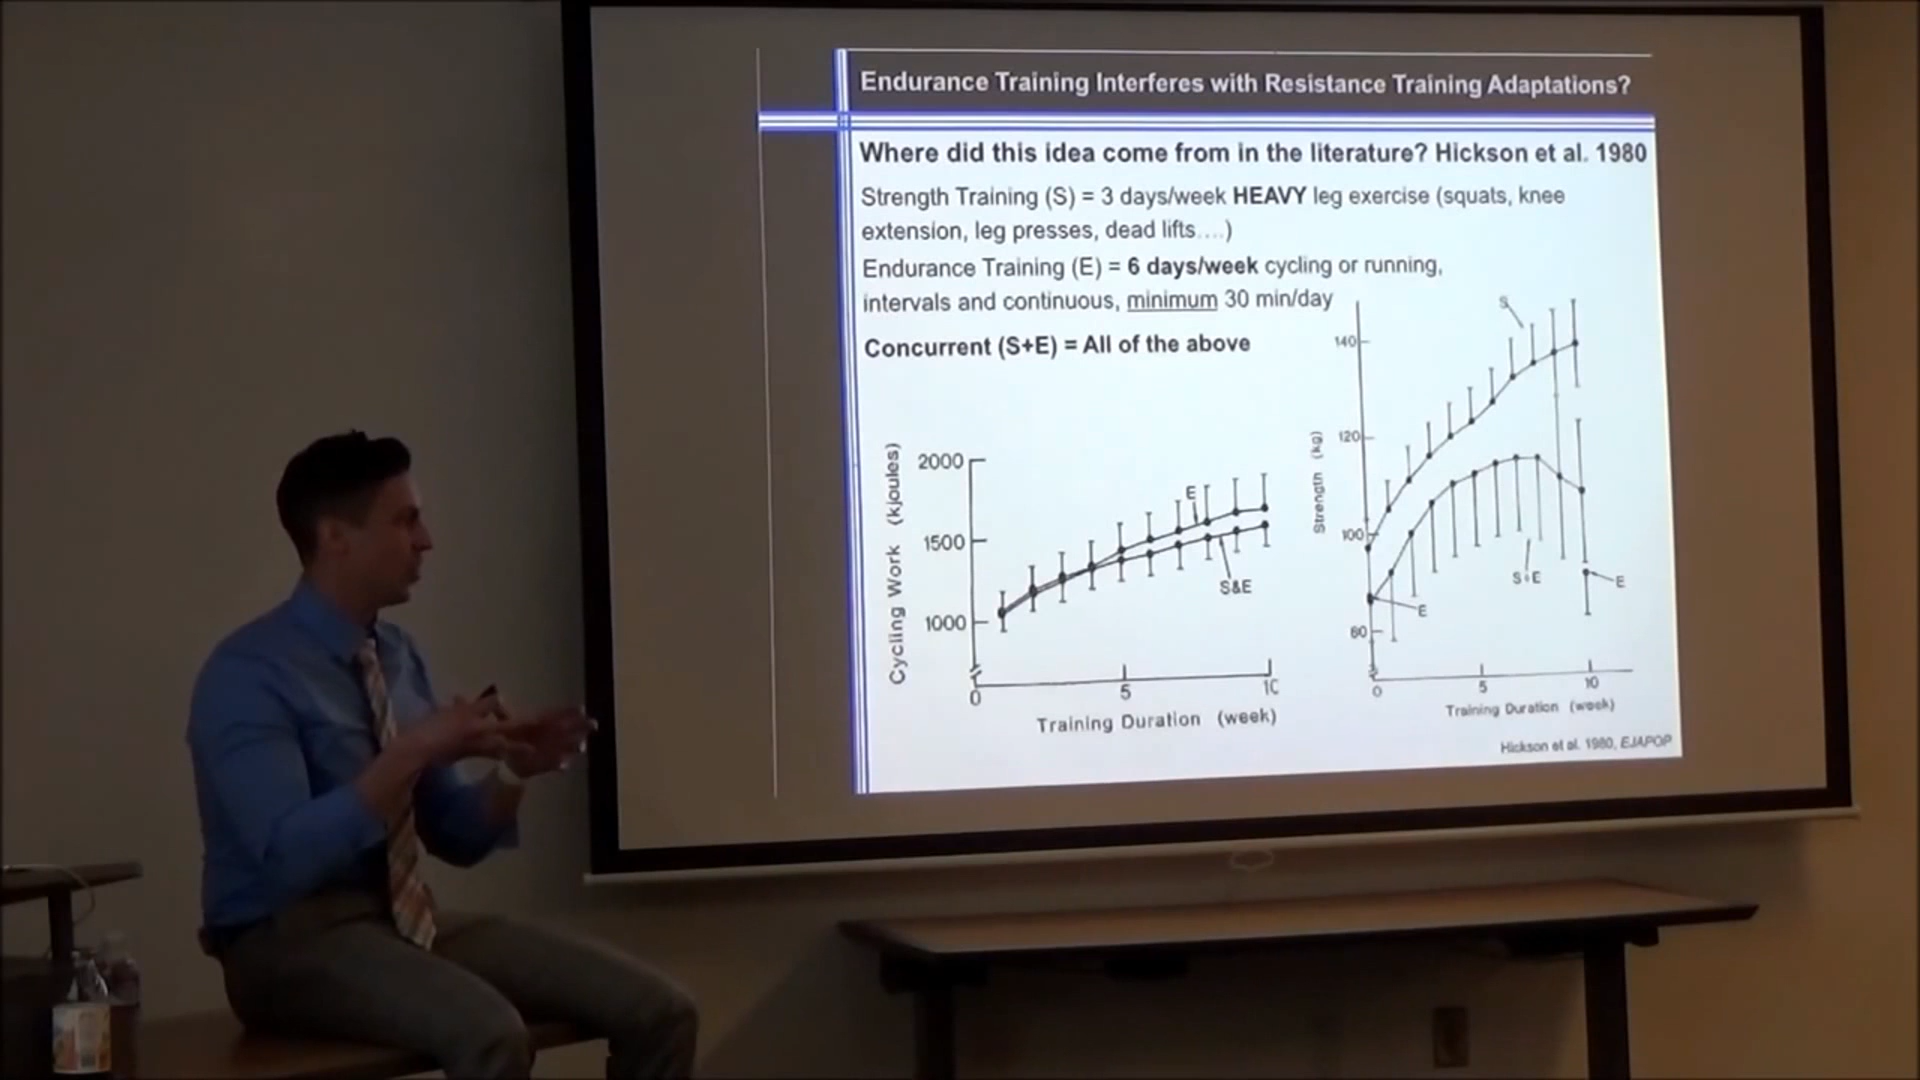 Endurance Training Interferes with Resistance Training Adaptations?
Where did this idea come from in the literature? Hickson et al. 1980
Strength Training (S) = 3 days/week HEAVY leg exercise (squats, knee
extension, leg presses, dead lifts....)
Endurance Training (E) = 6 days/week cycling or running,
intervals and continuous, minimum 30 min/day
Concurrent (S+E) = All of the above
Cycling Work (kjoules)
2000
1500
1000
E
S&E
0
5
10
Training Duration (week)
Strength (kg)
140
120
100
80
S
S+E
E
E
0
5
10
Training Duration (week)
Hickson et al. 1980, EJAPOP